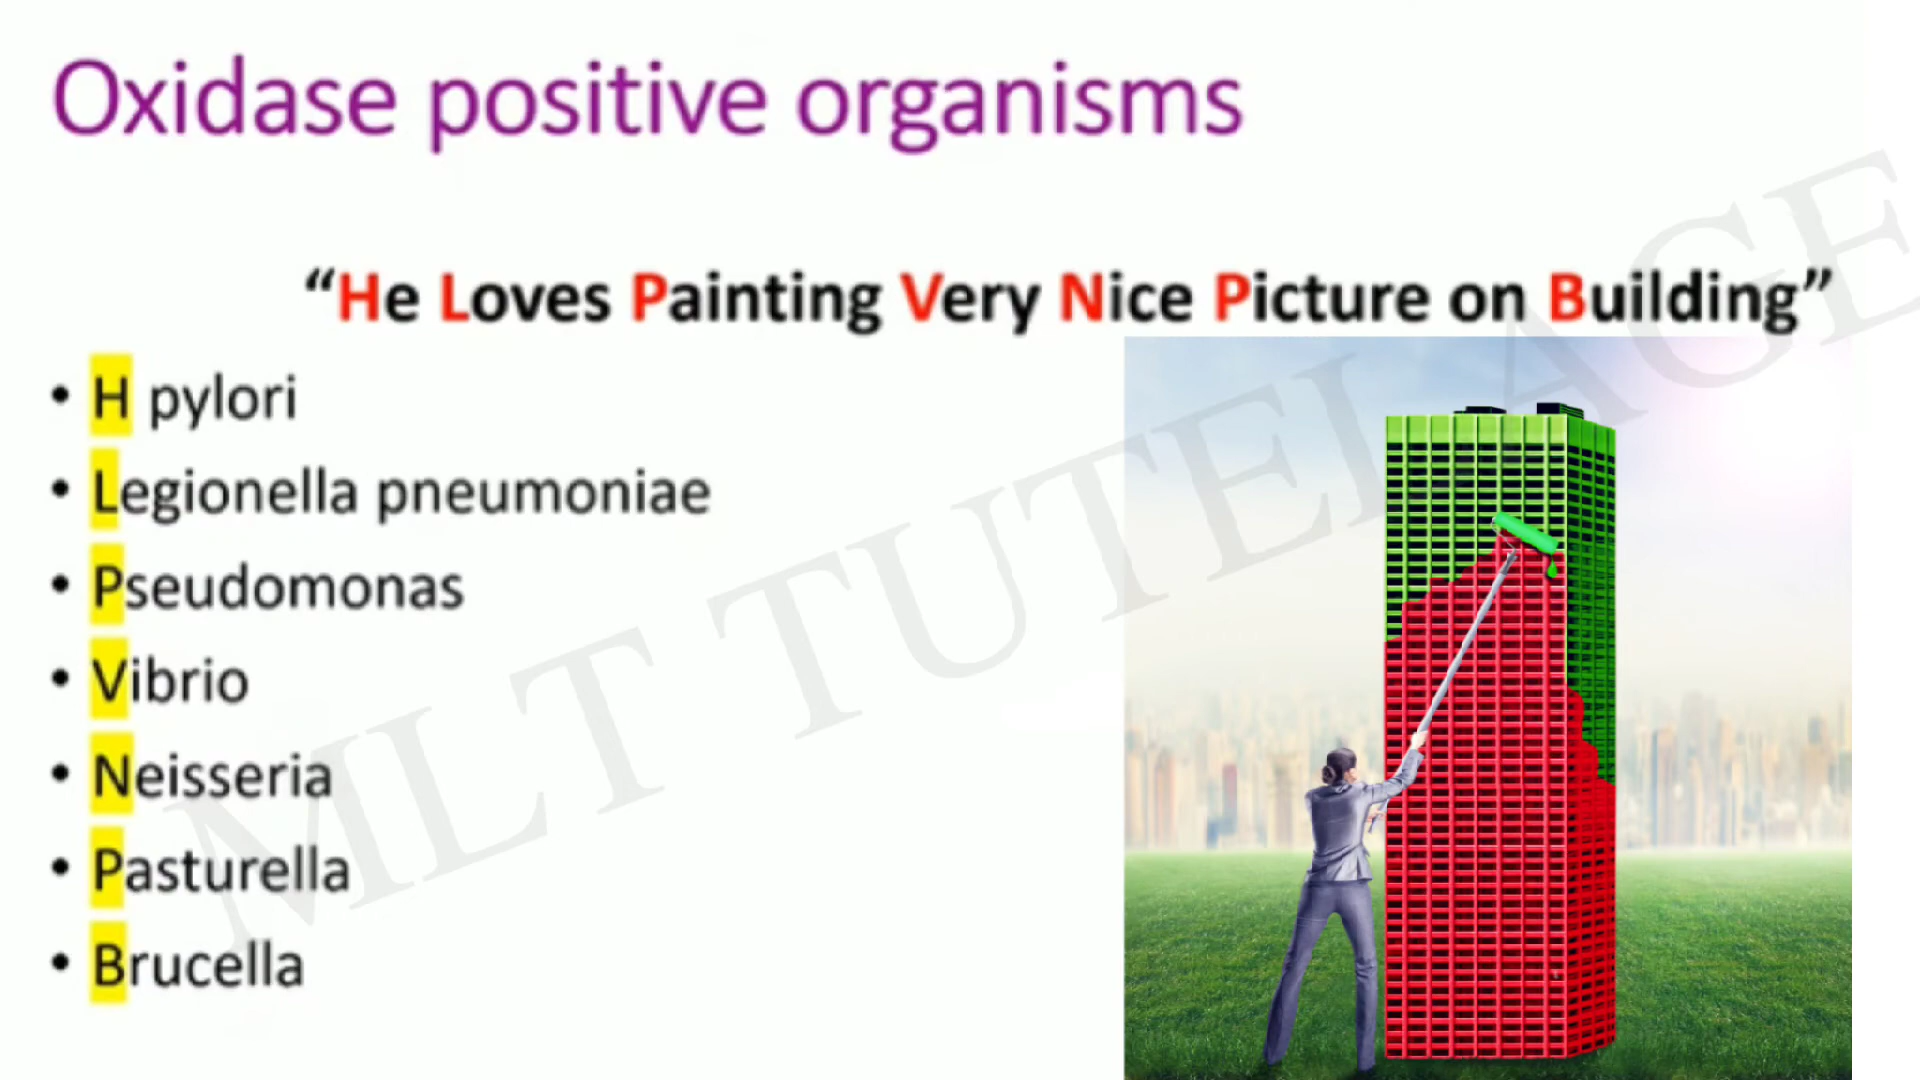 Oxidase positive organisms
“He Loves Painting Very Nice Picture on Building”
• H pylori
• Legionella pneumoniae
• Pseudomonas
• Vibrio
• Neisseria
• Pasturella
• Brucella
MLT TUTELAGE